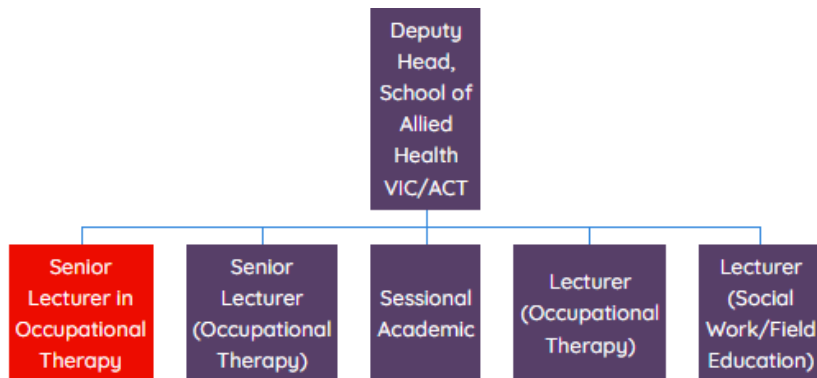 Deputy
Head,
School of
Allied
Health
VIC/ACT
Senior
Lecturer in
Occupational
Therapy
Senior
Lecturer
(Occupational
Therapy)
Sessional
Academic
Lecturer
(Occupational
Therapy)
Lecturer
(Social
Work/Field
Education)